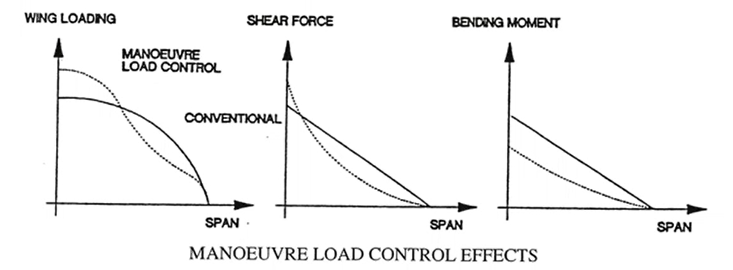 WING LOADING
SHEAR FORCE
BENDING MOMENT
MANOEUVRE
LOAD CONTROL
CONVENTIONAL
SPAN
SPAN
SPAN
MANOEUVRE LOAD CONTROL EFFECTS